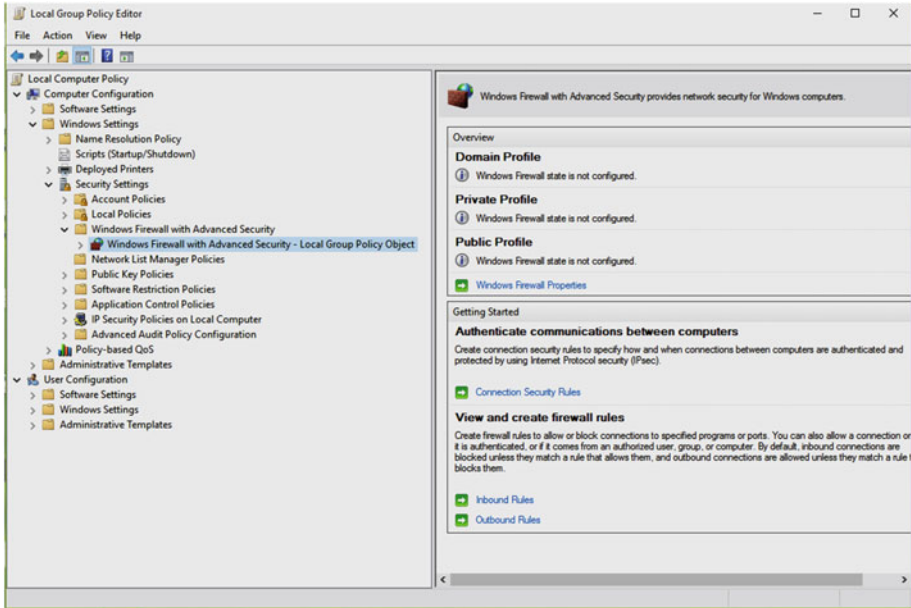 Local Group Policy Editor
File Action View Help
Local Computer Policy
Computer Configuration
Software Settings
Windows Settings
Name Resolution Policy
Scripts (Startup/Shutdown)
Deployed Printers
Security Settings
Account Policies
Local Policies
Windows Firewall with Advanced Security
Windows Firewall with Advanced Security - Local Group Policy Object
Network List Manager Policies
Public Key Policies
Software Restriction Policies
Application Control Policies
IP Security Policies on Local Computer
Advanced Audit Policy Configuration
Policy-based QoS
Administrative Templates
User Configuration
Software Settings
Windows Settings
Administrative Templates
Windows Firewall with Advanced Security provides network security for Windows computers.
Overview
Domain Profile
Windows Firewall state is not configured.
Private Profile
Windows Firewall state is not configured.
Public Profile
Windows Firewall state is not configured.
Windows Firewall Properties
Getting Started
Authenticate communications between computers
Create connection security rules to specify how and when connections between computers are authenticated and
protected by using Internet Protocol security (IPsec).
Connection Security Rules
View and create firewall rules
Create firewall rules to allow or block connections to specified programs or ports. You can also allow a connection
it is authenticated, or if it comes from an authorized user, group, or computer. By default, inbound connections are
blocked unless they match a rule that allows them, and outbound connections are allowed unless they match a rule
blocks them.
Inbound Rules
Outbound Rules